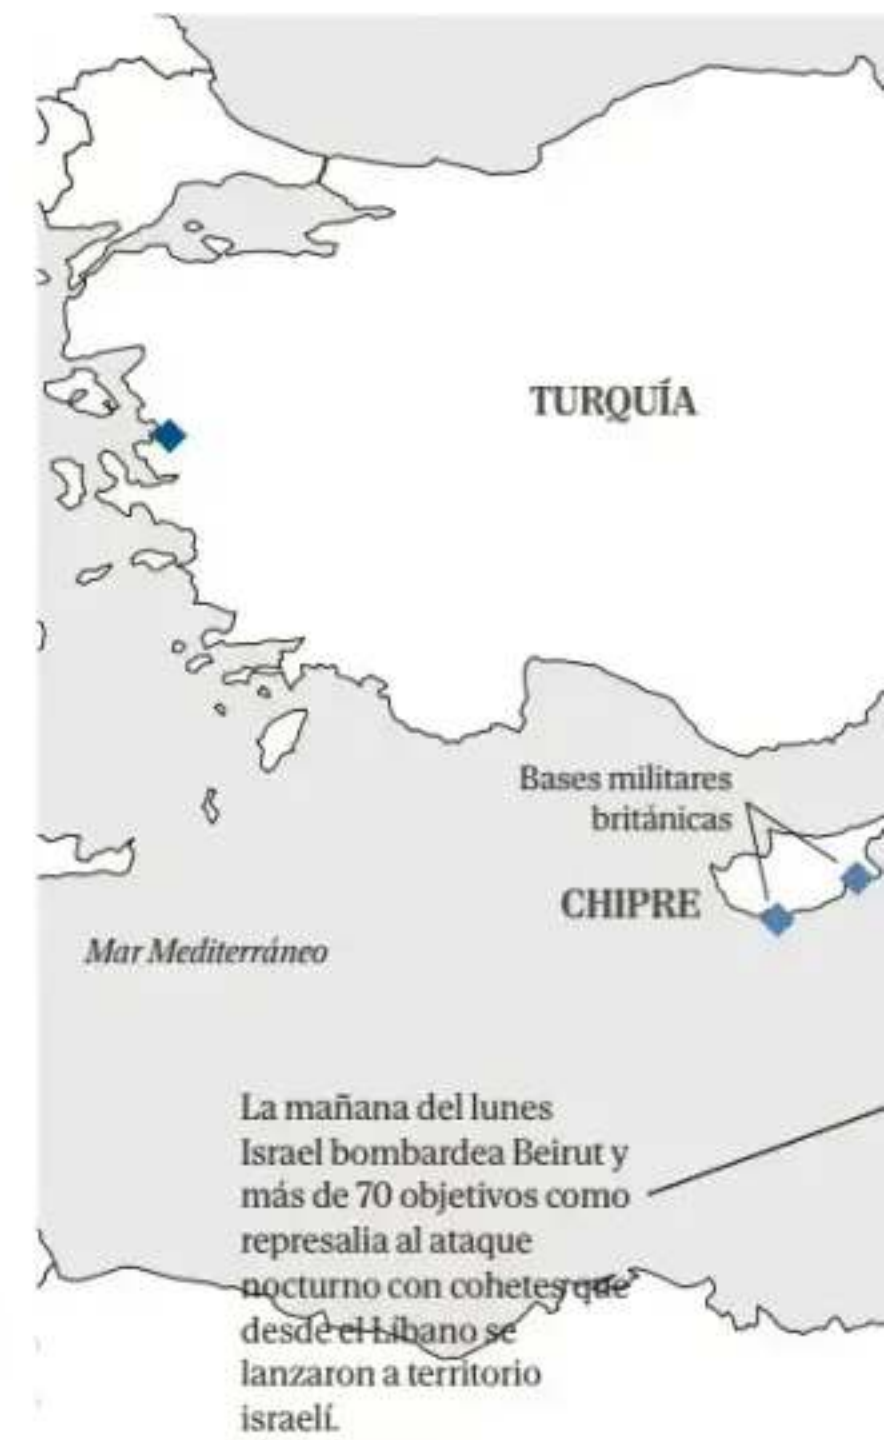 TURQUÍA
Bases militares
británicas
CHIPRE
Mar Mediterráneo
La mañana del lunes
Israel bombardea Beirut y
más de 70 objetivos como
represalia al ataque
nocturno con cohetes que
desde el Líbano se
lanzaron a territorio
israelí.